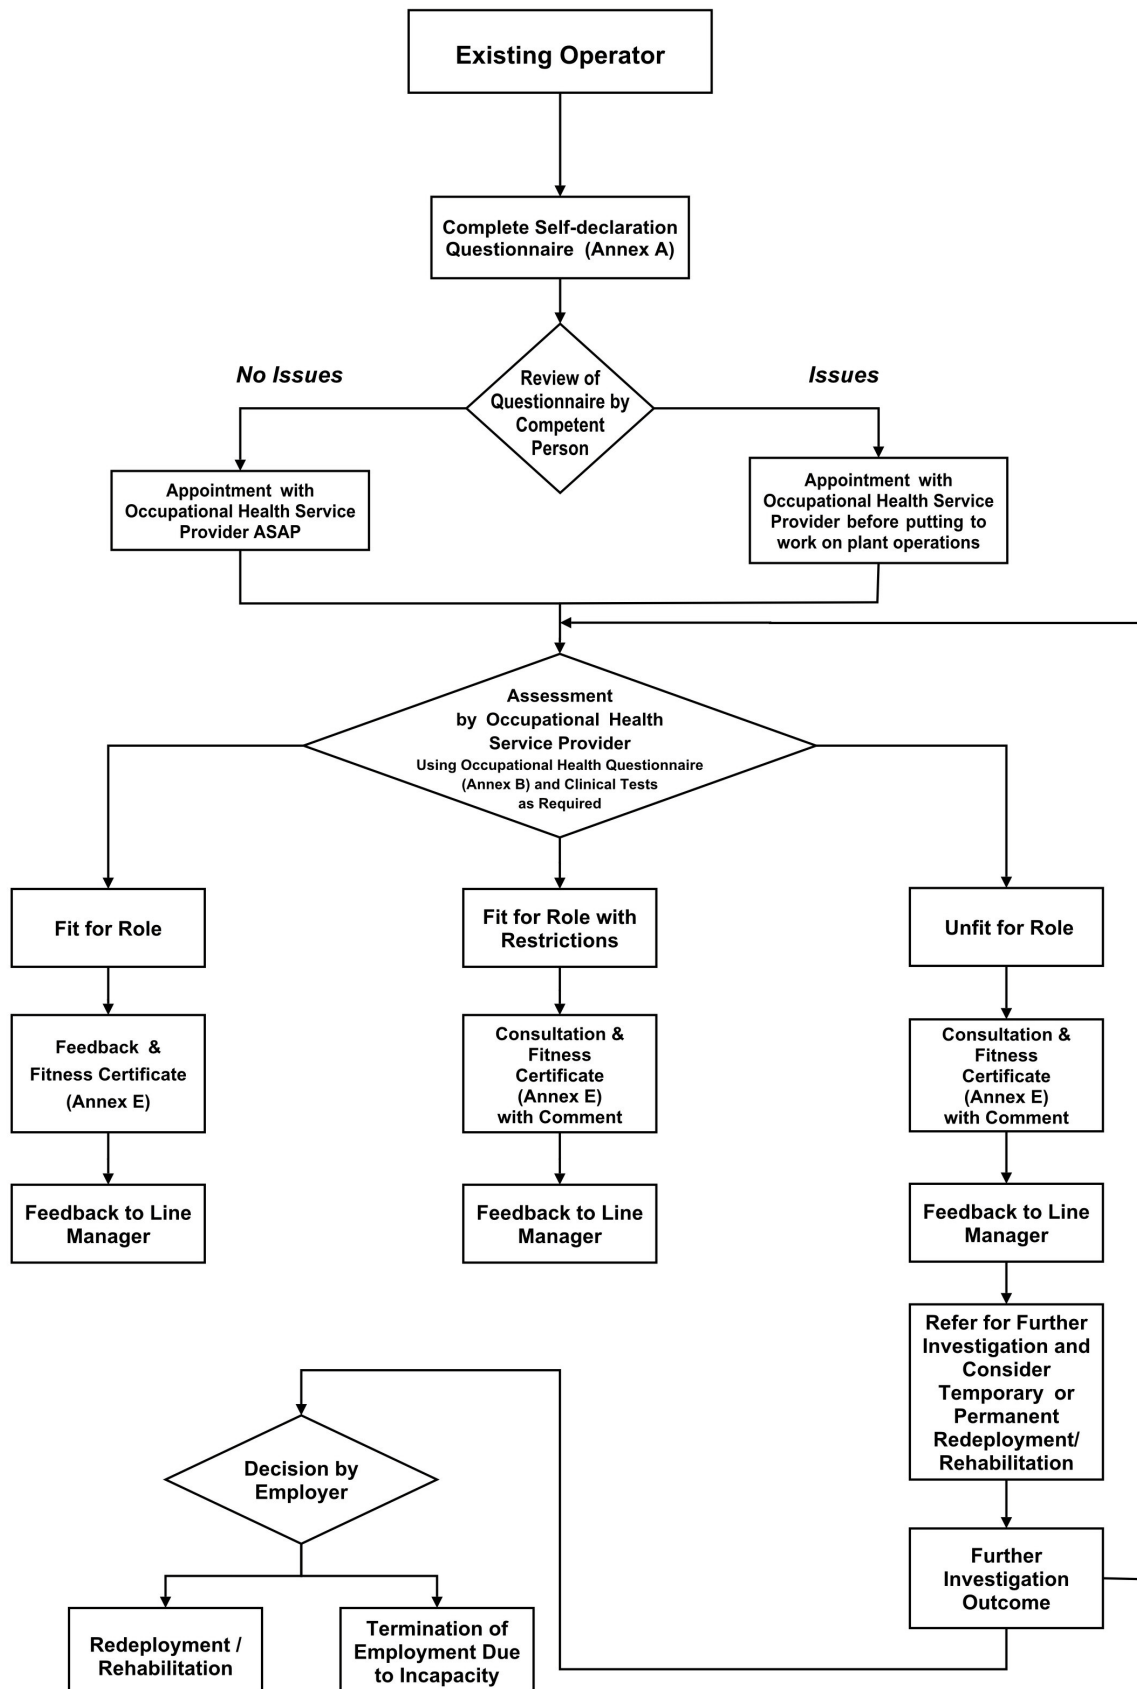 Existing Operator
Complete Self-declaration
Questionnaire (Annex A)
No Issues
Issues
Review of
Questionnaire by
Competent
Person
Appointment with
Occupational Health Service
Provider ASAP
Appointment with
Occupational Health Service
Provider before putting to
work on plant operations
Assessment
by Occupational Health
Service Provider
Using Occupational Health Questionnaire
(Annex B) and Clinical Tests
as Required
Fit for Role
Fit for Role with
Restrictions
Unfit for Role
Feedback &
Fitness Certificate
(Annex E)
Consultation &
Fitness
Certificate
(Annex E)
with Comment
Consultation &
Fitness
Certificate
(Annex E)
with Comment
Feedback to Line
Manager
Feedback to Line
Manager
Feedback to Line
Manager
Refer for Further
Investigation and
Consider
Temporary or
Permanent
Redeployment/
Rehabilitation
Decision by
Employer
Further
Investigation
Outcome
Redeployment /
Rehabilitation
Termination of
Employment Due
to Incapacity